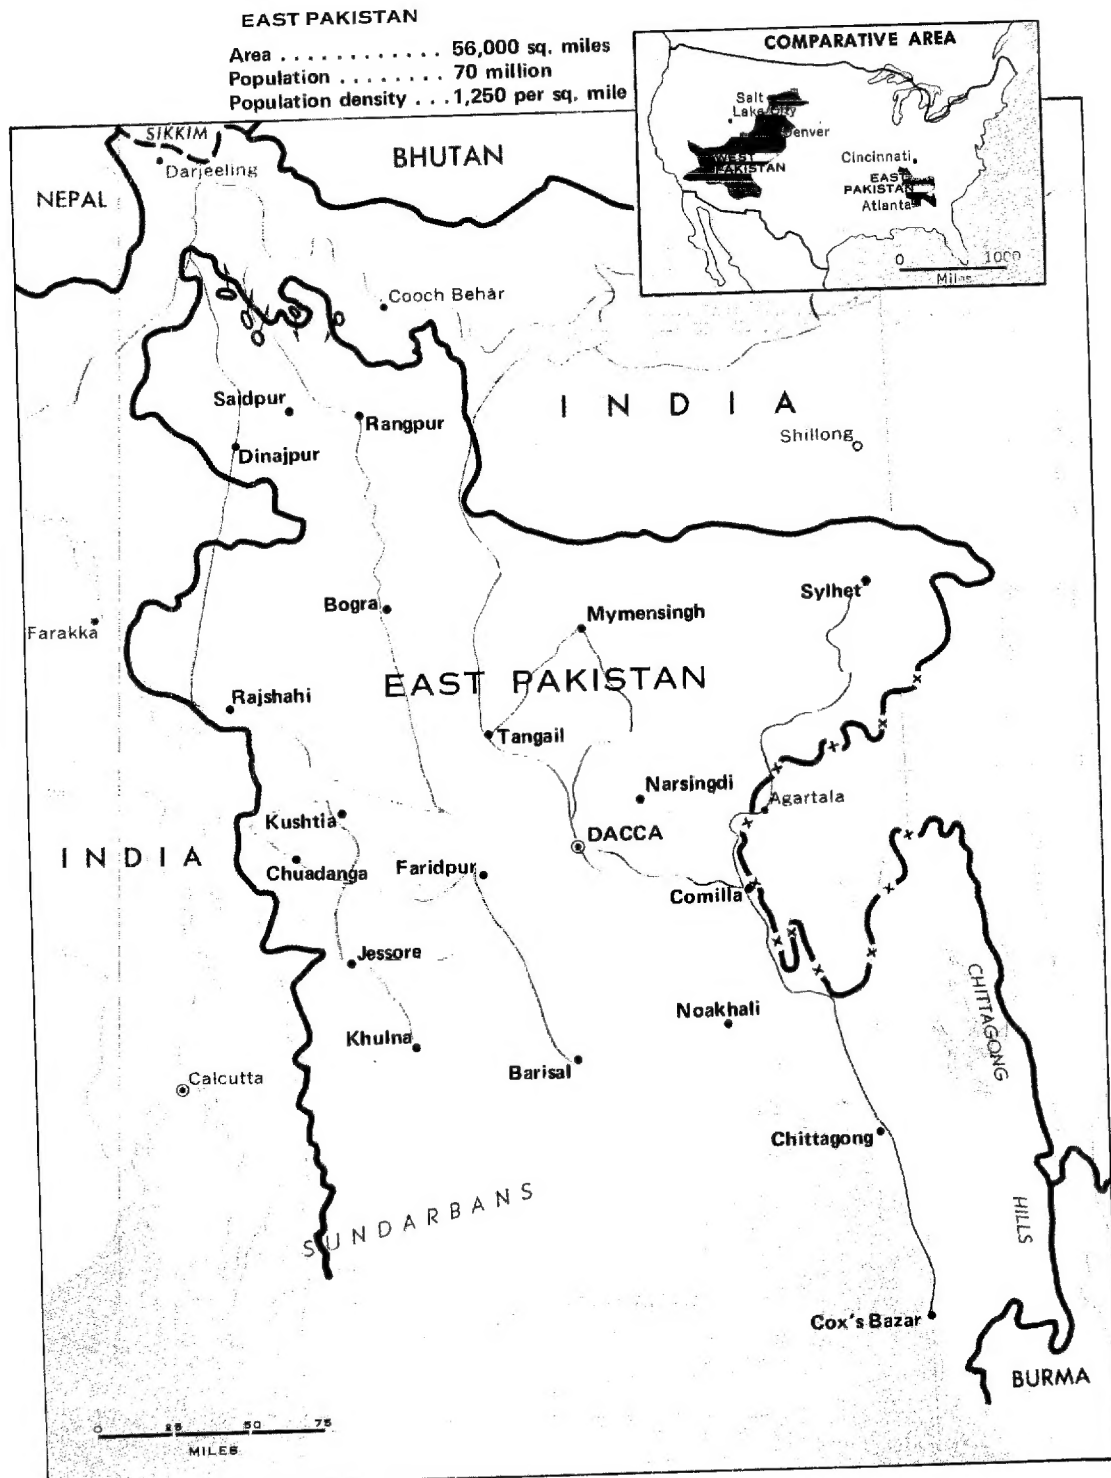 EAST PAKISTAN
Area . . . . . . . . . . . . . 56,000 sq. miles
Population . . . . . . . . 70 million
Population density . . . 1,250 per sq. mile
COMPARATIVE AREA
Salt
Lake City
Denver
WEST
PAKISTAN
Cincinnati
EAST
PAKISTAN
Atlanta
0 1000
Miles
SIKKIM
Darjeeling
BHUTAN
NEPAL
Cooch Behār
INDIA
Saidpur
Rangpur
Shillong
Dinajpur
Sylhet
Bogra
Mymensingh
Farakka
EAST PAKISTAN
Rajshahi
Tangail
Narsingdi
Agartala
Kushtia
DACCA
INDIA
Chuadanga
Faridpur
Comilla
Jessore
CHITTAGONG
Noakhali
Khulna
Barisal
Calcutta
Chittagong
SUNDARBANS
HILLS
Cox's Bazar
BURMA
0 25 50 75
MILES